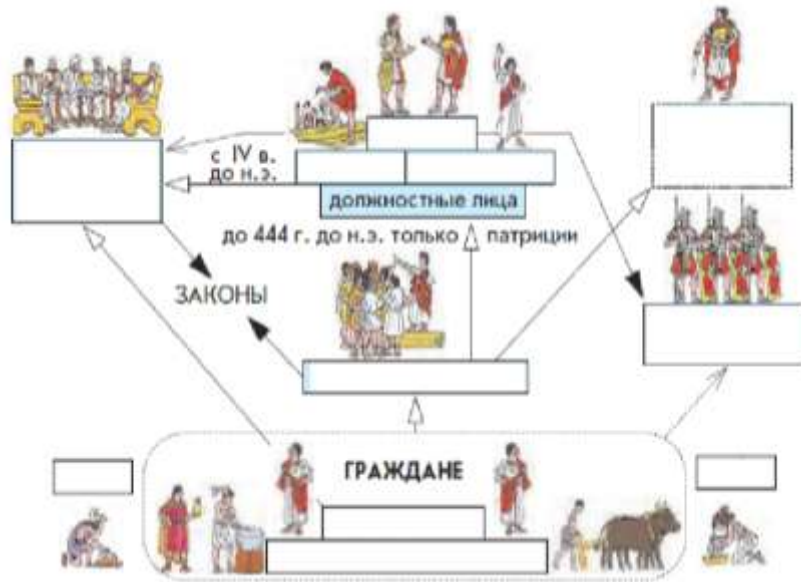 с IV в.
до н.э.
должностные лица
до 444 г. до н.э. только патриции
ЗАКОНЫ
ГРАЖДАНЕ